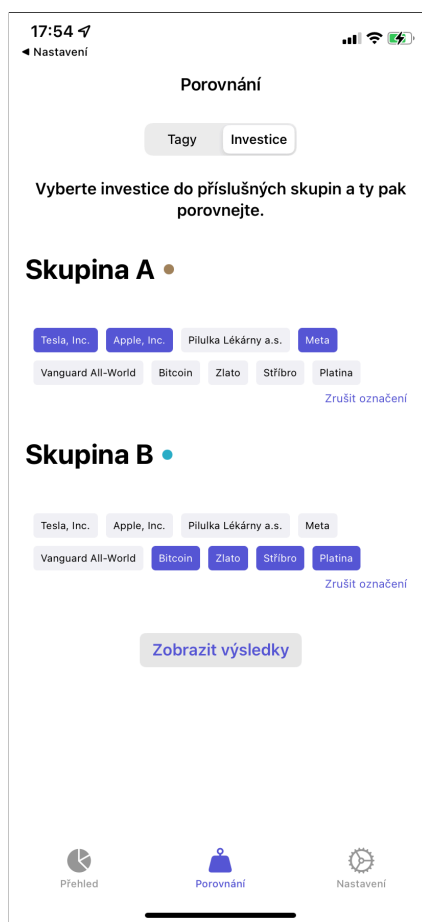 17:54
◀ Nastavení
Porovnání
Tagy Investice
Vyberte investice do příslušných skupin a ty pak
porovnejte.
Skupina A
Tesla, Inc. Apple, Inc. Pilulka Lékárny a.s. Meta
Vanguard All-World Bitcoin Zlato Stříbro Platina
Zrušit označení
Skupina B
Tesla, Inc. Apple, Inc. Pilulka Lékárny a.s. Meta
Vanguard All-World Bitcoin Zlato Stříbro Platina
Zrušit označení
Zobrazit výsledky
Přehled Porovnání Nastavení